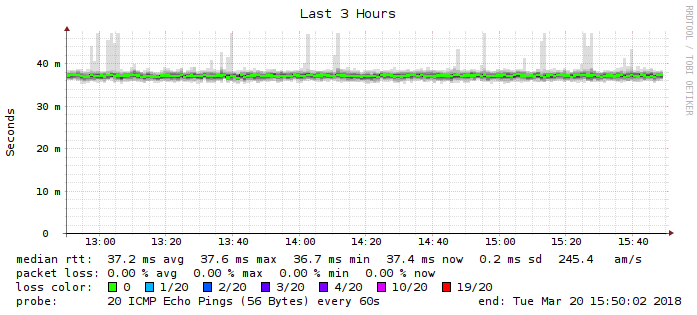 Last 3 Hours
RRDTOOL / TOBI OETIKER
Seconds
40 m
30 m
20 m
10 m
0
13:00 13:20 13:40 14:00 14:20 14:40 15:00 15:20 15:40
median rtt: 37.2 ms avg 37.6 ms max 36.7 ms min 37.4 ms now 0.2 ms sd 245.4 am/s
packet loss: 0.00 % avg 0.00 % max 0.00 % min 0.00 % now
loss color: 0 1/20 2/20 3/20 4/20 10/20 19/20
probe: 20 ICMP Echo Pings (56 Bytes) every 60s end: Tue Mar 20 15:50:02 2018